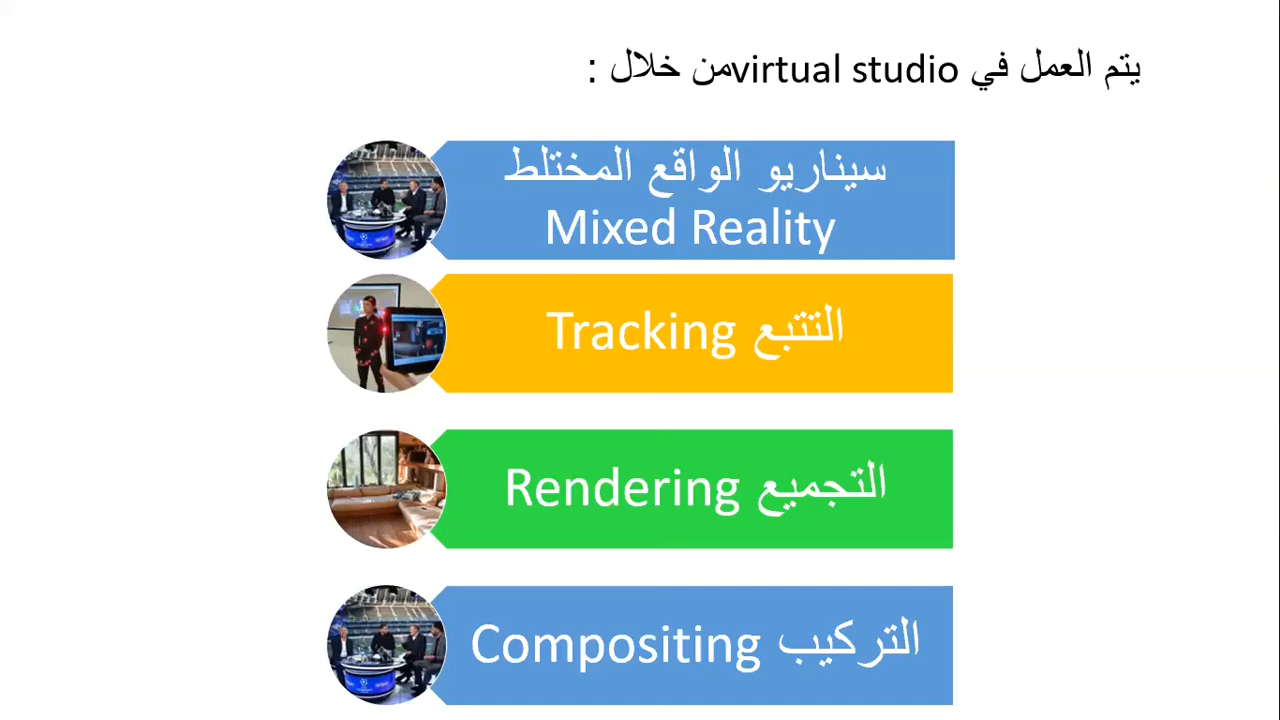 يتم العمل في virtual studioمن خلال :
سيناريو الواقع المختلط
Mixed Reality
التتبع Tracking
التجميع Rendering
التركيب Compositing